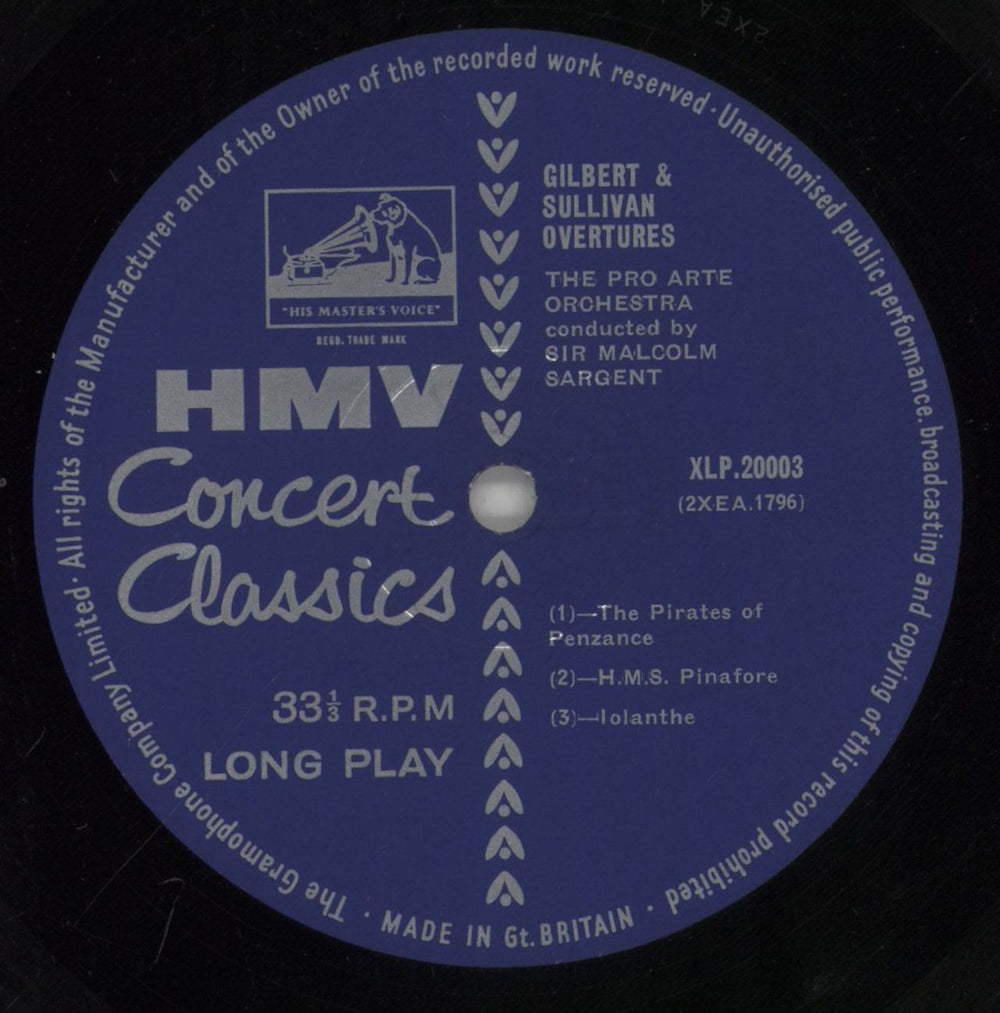 The Gramophone Company Limited · All rights of the Manufacturer and of the Owner of the recorded work reserved · Unauthorised public performance, broadcasting and copying of this record prohibited ·
"HIS MASTER'S VOICE"
REGD. TRADE MARK
HMV
Concert
Classics
33⅓ R.P.M
LONG PLAY
GILBERT &
SULLIVAN
OVERTURES
THE PRO ARTE
ORCHESTRA
conducted by
SIR MALCOLM
SARGENT
XLP.20003
(2XEA.1796)
(1)—The Pirates of
Penzance
(2)—H.M.S. Pinafore
(3)—Iolanthe
MADE IN Gt. BRITAIN
2XEA